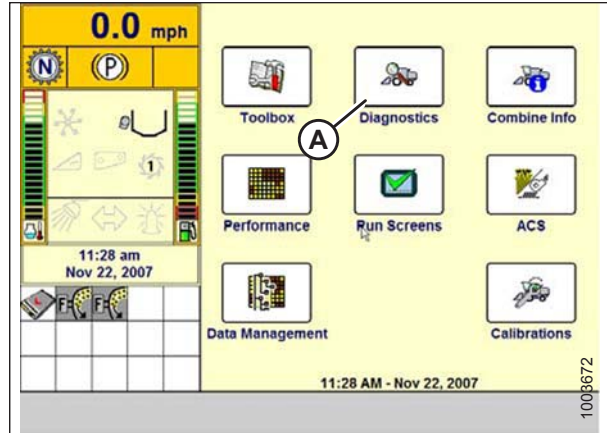 0.0 mph
N
(P)
1
11:28 am
Nov 22, 2007
F
F
Toolbox
Diagnostics
Combine Info
A
Performance
Run Screens
ACS
Data Management
Calibrations
11:28 AM - Nov 22, 2007
1003672